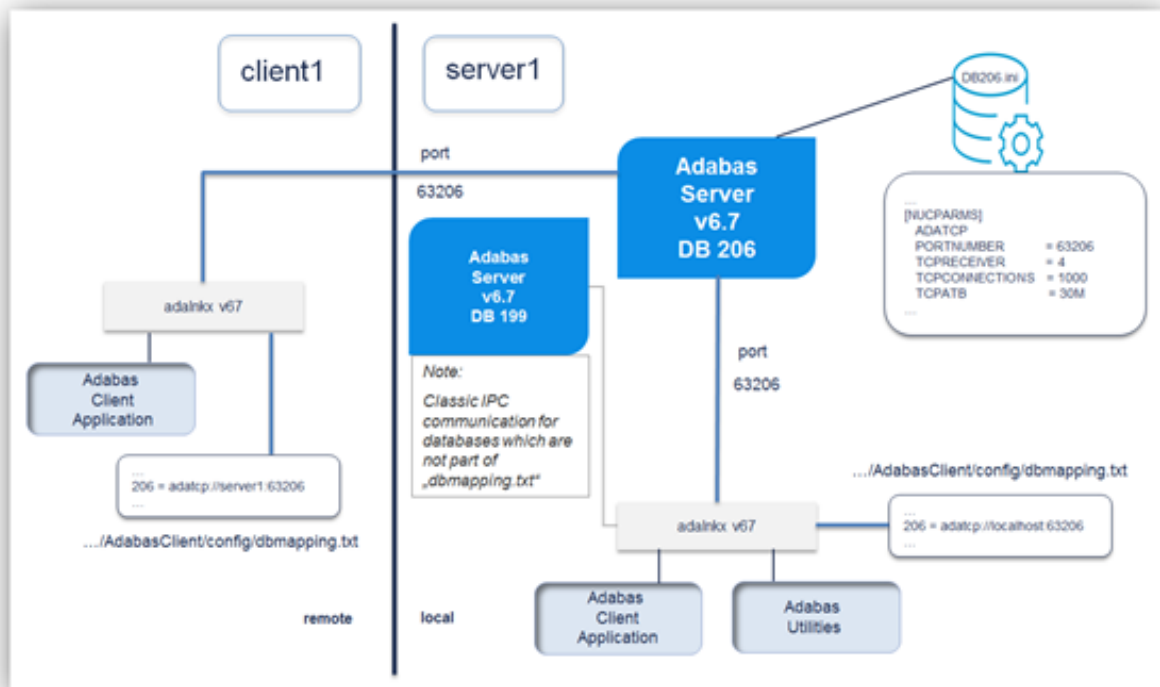 client1
server1
DB206.ini
port
63206
Adabas
Server
v6.7
DB 206
...
[NUCPARMS]
ADATCP
PORTNUMBER = 63206
TCPRECEIVER = 4
TCPCONNECTIONS = 1000
TCPATB = 30M
...
Adabas
Server
v6.7
DB 199
adalnkx v67
Adabas
Client
Application
Note:
Classic IPC
communication for
databases which are
not part of
„dbmapping.txt“
port
63206
...
206 = adatcp://server1:63206
...
…/AdabasClient/config/dbmapping.txt
…/AdabasClient/config/dbmapping.txt
adalnkx v67
...
206 = adatcp://localhost:63206
...
remote
local
Adabas
Client
Application
Adabas
Utilities